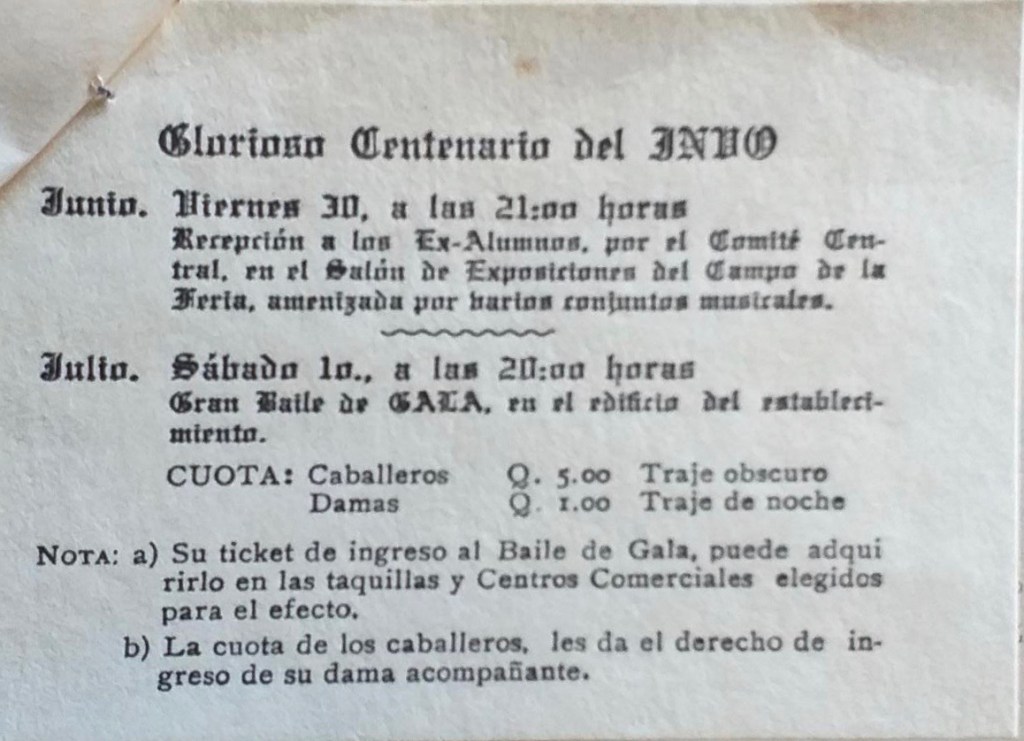 Glorioso Centenario del INVO
Junio. Viernes 30, a las 21:00 horas
Recepción a los Ex-Alumnos, por el Comité Cen-
tral, en el Salón de Exposiciones del Campo de la
Feria, amenizada por varios conjuntos musicales.
Julio. Sábado 1o., a las 20:00 horas
Gran Baile de GALA, en el edificio del estableci-
miento.
CUOTA: Caballeros Q. 5.00 Traje obscuro
Damas Q. 1.00 Traje de noche
NOTA: a) Su ticket de ingreso al Baile de Gala, puede adqui
rirlo en las taquillas y Centros Comerciales elegidos
para el efecto.
b) La cuota de los caballeros, les da el derecho de in-
greso de su dama acompañante.